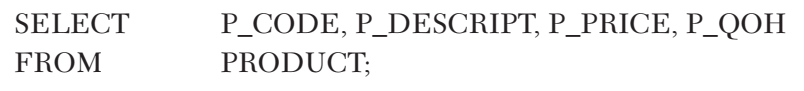 SELECT P_CODE, P_DESCRIPT, P_PRICE, P_QOH
FROM PRODUCT;